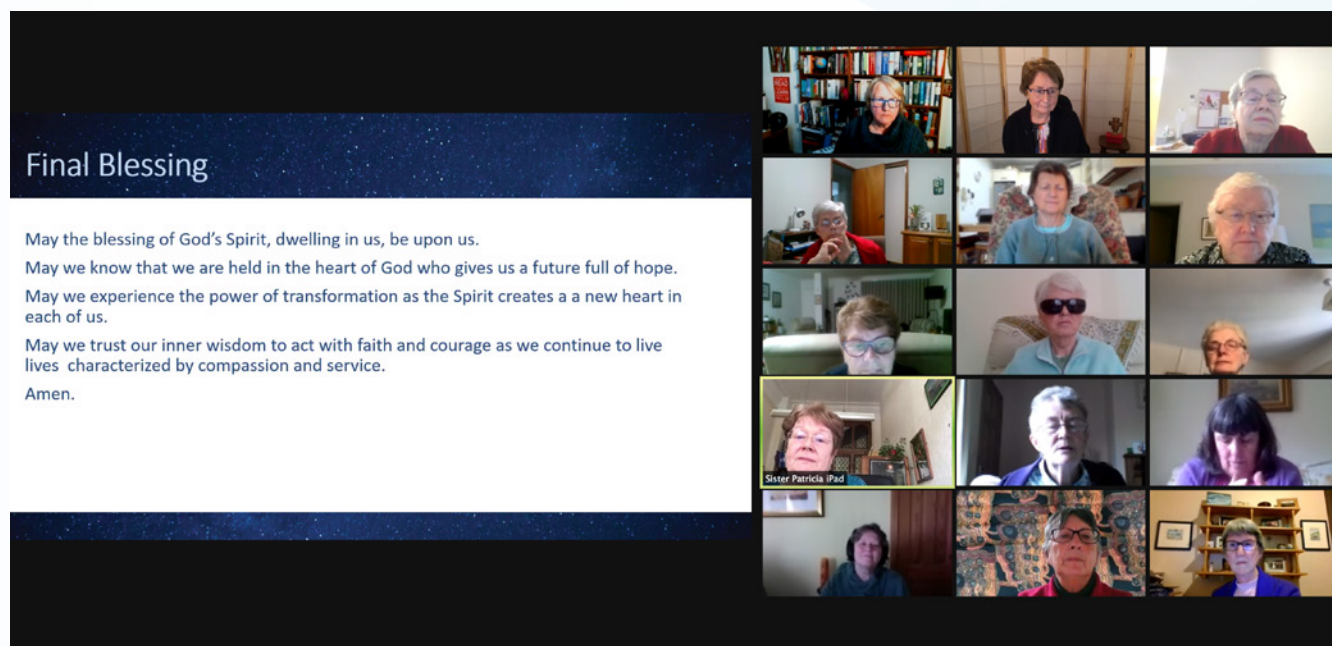 Final Blessing
May the blessing of God's Spirit, dwelling in us, be upon us.
May we know that we are held in the heart of God who gives us a future full of hope.
May we experience the power of transformation as the Spirit creates a a new heart in
each of us.
May we trust our inner wisdom to act with faith and courage as we continue to live
lives characterized by compassion and service.
Amen.
Sister Patricia iPad